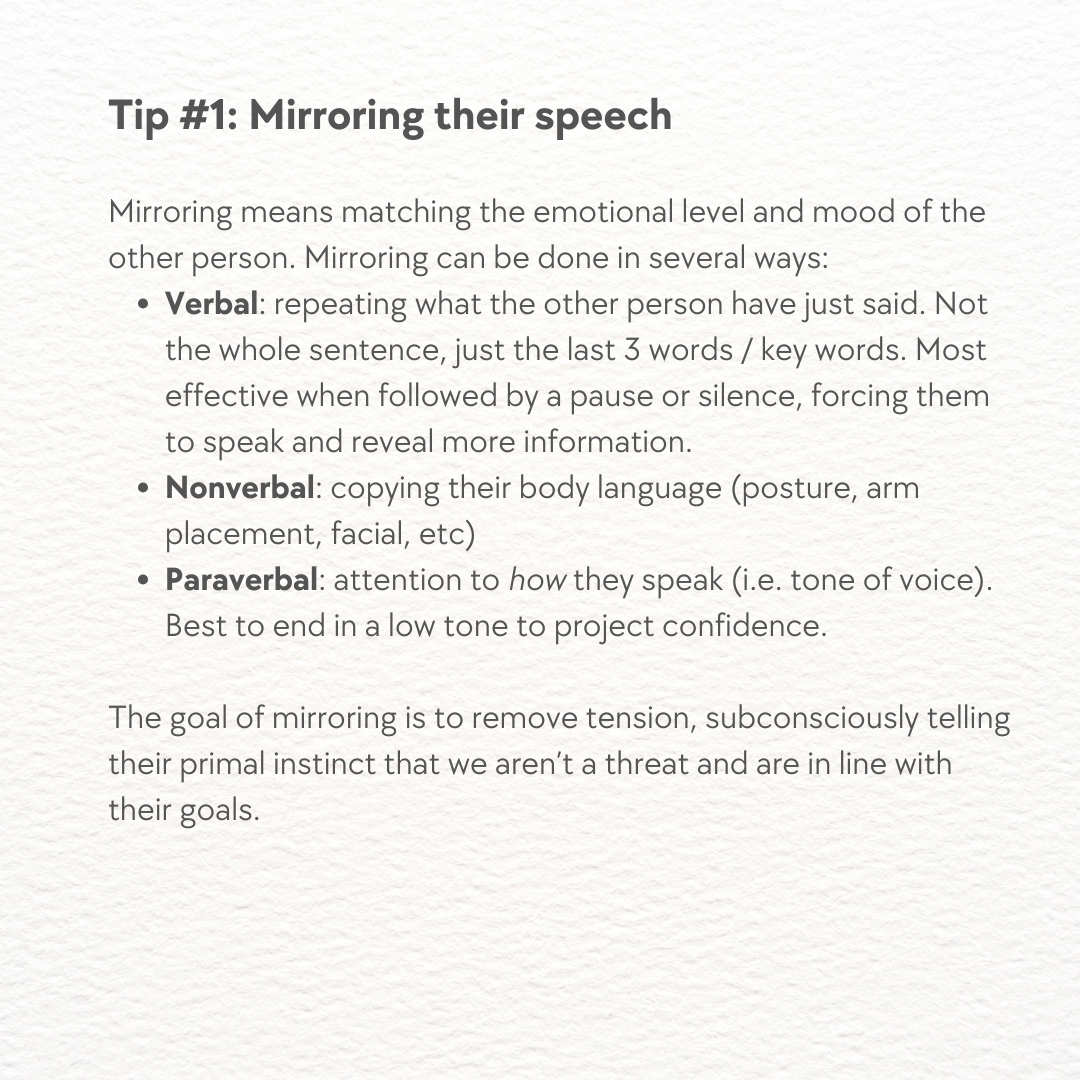 Tip #1: Mirroring their speech
Mirroring means matching the emotional level and mood of the
other person. Mirroring can be done in several ways:
• Verbal: repeating what the other person have just said. Not
the whole sentence, just the last 3 words / key words. Most
effective when followed by a pause or silence, forcing them
to speak and reveal more information.
• Nonverbal: copying their body language (posture, arm
placement, facial, etc)
• Paraverbal: attention to how they speak (i.e. tone of voice).
Best to end in a low tone to project confidence.
The goal of mirroring is to remove tension, subconsciously telling
their primal instinct that we aren’t a threat and are in line with
their goals.